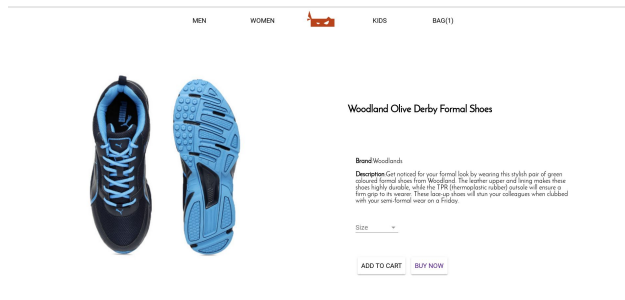 MEN WOMEN KIDS BAG(1)
Woodland Olive Derby Formal Shoes
Brand:Woodlands
Description:Get noticed for your formal look by wearing this stylish pair of green
coloured formal shoes from Woodland. The leather upper and lining makes these
shoes highly durable, while the TPR (thermoplastic rubber) outsole will ensure a
firm grip to its wearer. These lace-up shoes will stun your colleagues when clubbed
with your semi-formal wear on a Friday.
Size
ADD TO CART BUY NOW